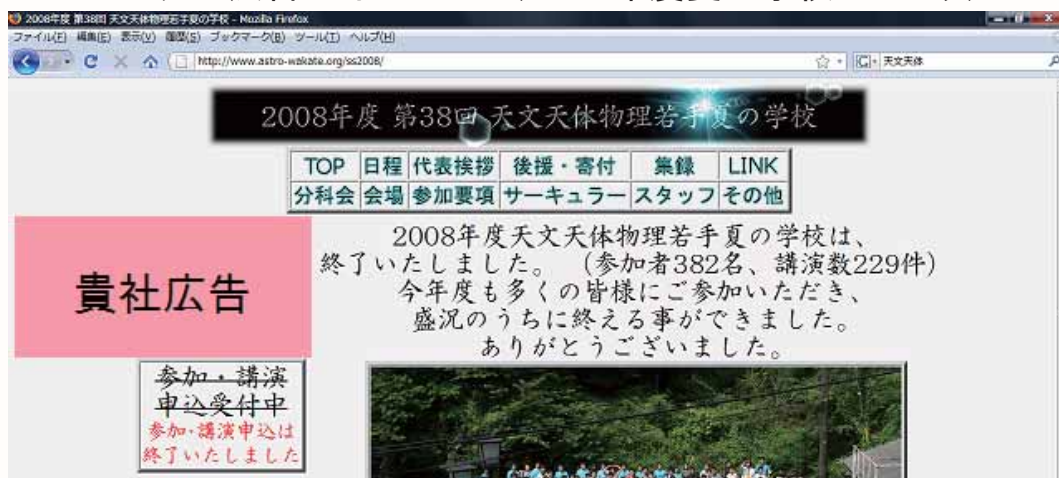 2008年度 第38回 天文天体物理若手夏の学校 - Mozilla Firefox
ファイル(F) 編集(E) 表示(V) 履歴(S) ブックマーク(B) ツール(T) ヘルプ(H)
http://www.astro-wakate.org/ss2008/ 天文天体
2008年度 第38回 天文天体物理若手夏の学校
TOP 日程 代表挨拶 後援・寄付 集録 LINK
分科会 会場 参加要項 サーキュラー スタッフ その他
貴社広告
2008年度天文天体物理若手夏の学校は、
終了いたしました。 (参加者382名、講演数229件)
今年度も多くの皆様にご参加いただき、
盛況のうちに終える事ができました。
ありがとうございました。
参加・講演
申込受付中
参加・講演申込は
終了いたしました